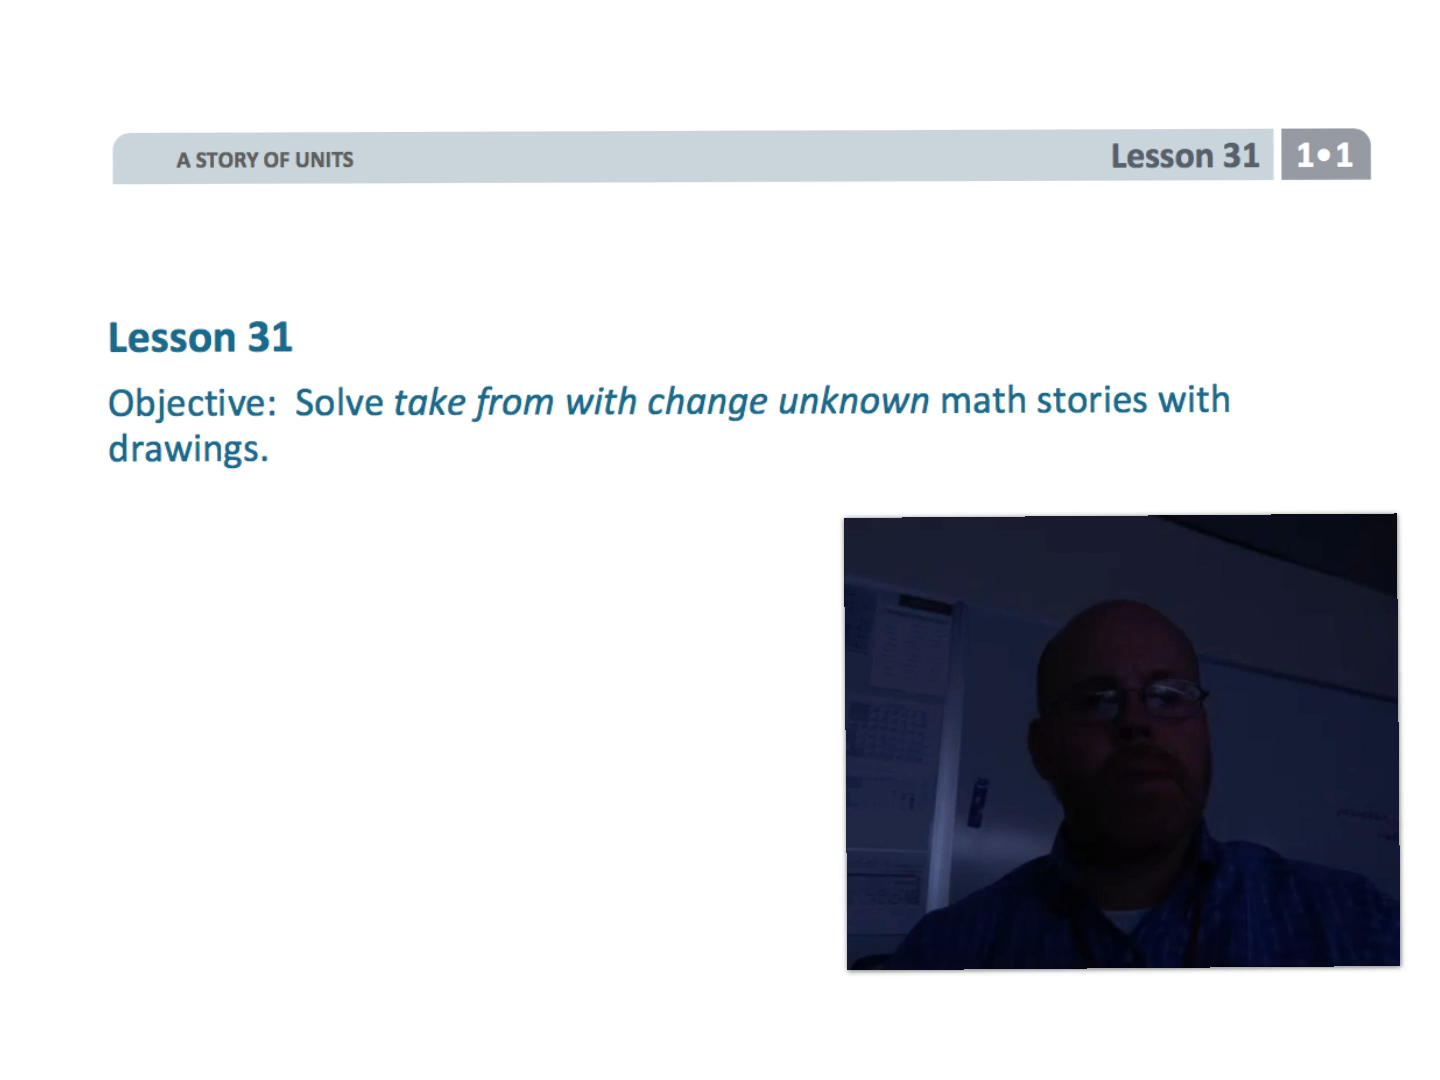 A STORY OF UNITS
Lesson 31
1•1
Lesson 31
Objective: Solve take from with change unknown math stories with
drawings.